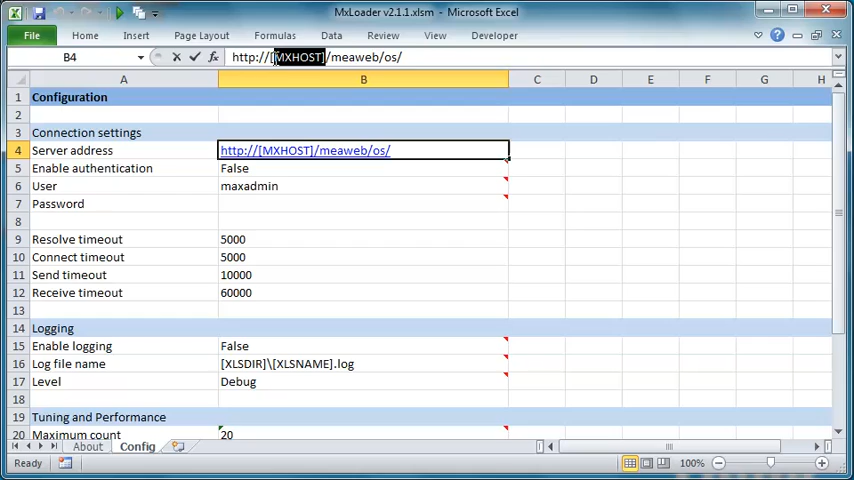 MxLoader v2.1.1.xlsm - Microsoft Excel
File Home Insert Page Layout Formulas Data Review View Developer
B4 fx http://[MXHOST]/meaweb/os/
A B C D E F G H
1 Configuration
2
3 Connection settings
4 Server address http://[MXHOST]/meaweb/os/
5 Enable authentication False
6 User maxadmin
7 Password
8
9 Resolve timeout 5000
10 Connect timeout 5000
11 Send timeout 10000
12 Receive timeout 60000
13
14 Logging
15 Enable logging False
16 Log file name [XLSDIR]\[XLSNAME].log
17 Level Debug
18
19 Tuning and Performance
20 Maximum count 20
About Config
Ready 100%